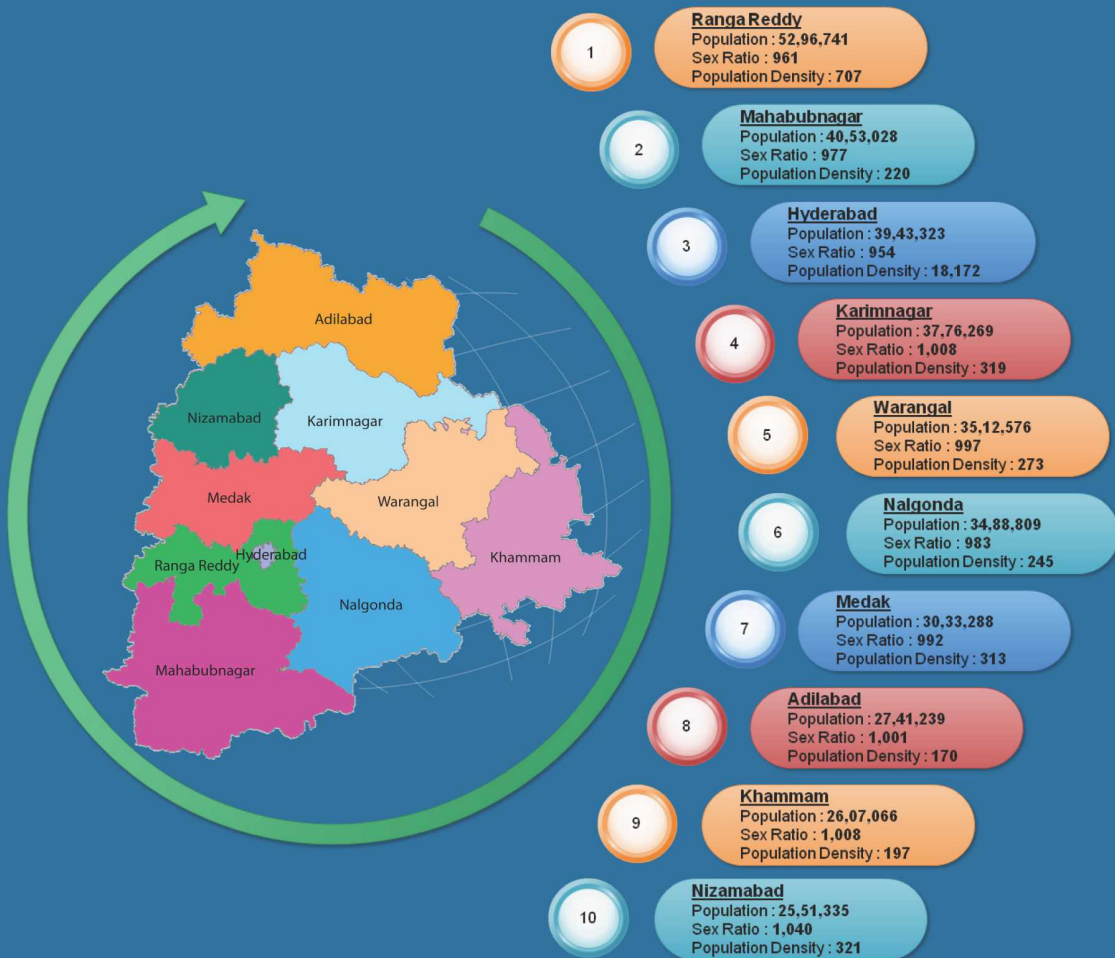 1
Ranga Reddy
Population : 52,96,741
Sex Ratio : 961
Population Density : 707
2
Mahabubnagar
Population : 40,53,028
Sex Ratio : 977
Population Density : 220
3
Hyderabad
Population : 39,43,323
Sex Ratio : 954
Population Density : 18,172
4
Karimnagar
Population : 37,76,269
Sex Ratio : 1,008
Population Density : 319
5
Warangal
Population : 35,12,576
Sex Ratio : 997
Population Density : 273
6
Nalgonda
Population : 34,88,809
Sex Ratio : 983
Population Density : 245
7
Medak
Population : 30,33,288
Sex Ratio : 992
Population Density : 313
8
Adilabad
Population : 27,41,239
Sex Ratio : 1,001
Population Density : 170
9
Khammam
Population : 26,07,066
Sex Ratio : 1,008
Population Density : 197
10
Nizamabad
Population : 25,51,335
Sex Ratio : 1,040
Population Density : 321
Adilabad
Nizamabad
Karimnagar
Medak
Warangal
Hyderabad
Ranga Reddy
Khammam
Nalgonda
Mahabubnagar